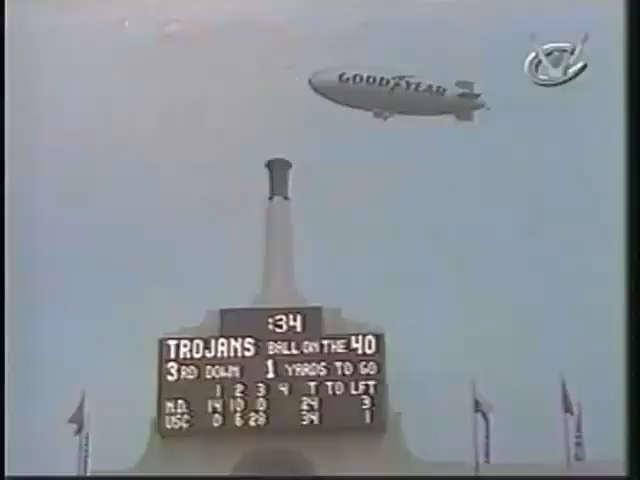 GOODYEAR
:34
TROJANS BALL ON THE 40
3RD DOWN 1 YARDS TO GO
1 2 3 4 T TO LFT
N.D. 14 10 0 24 3
USC 0 6 28 34 1